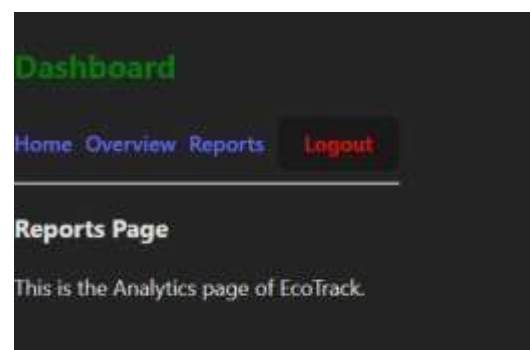 Dashboard
Home Overview Reports Logout
Reports Page
This is the Analytics page of EcoTrack.